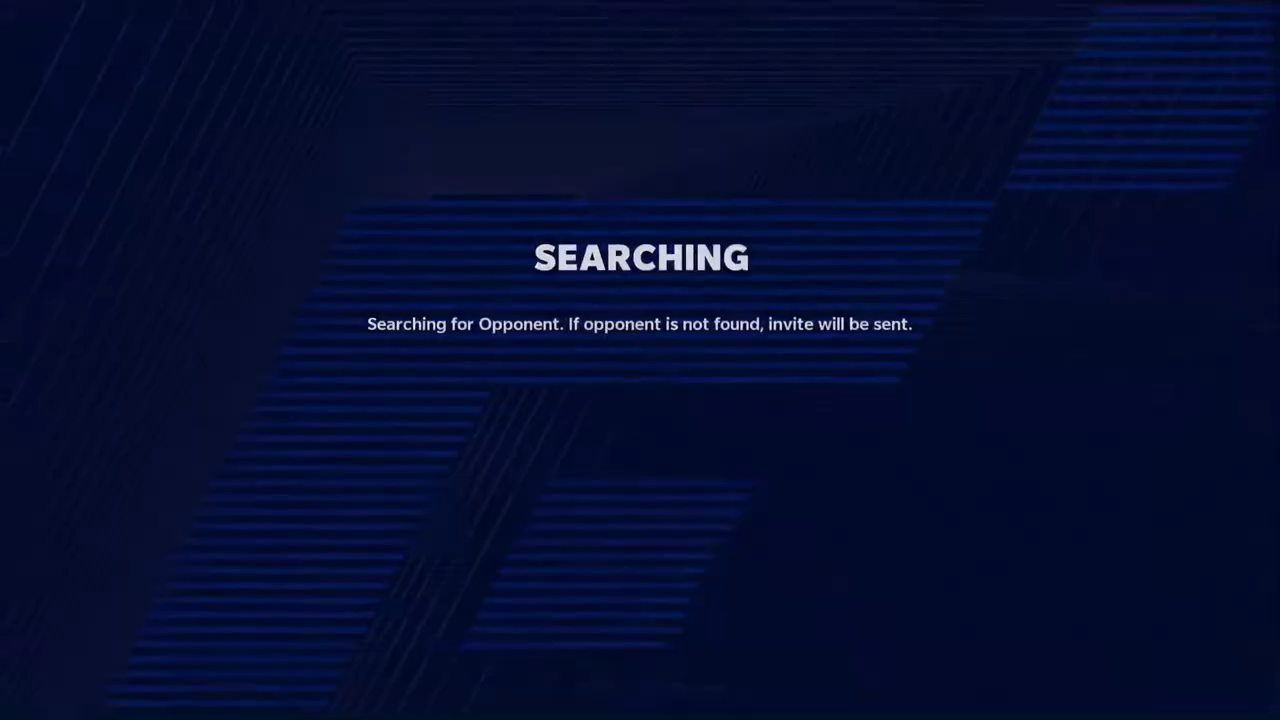 SEARCHING
Searching for Opponent. If opponent is not found, invite will be sent.